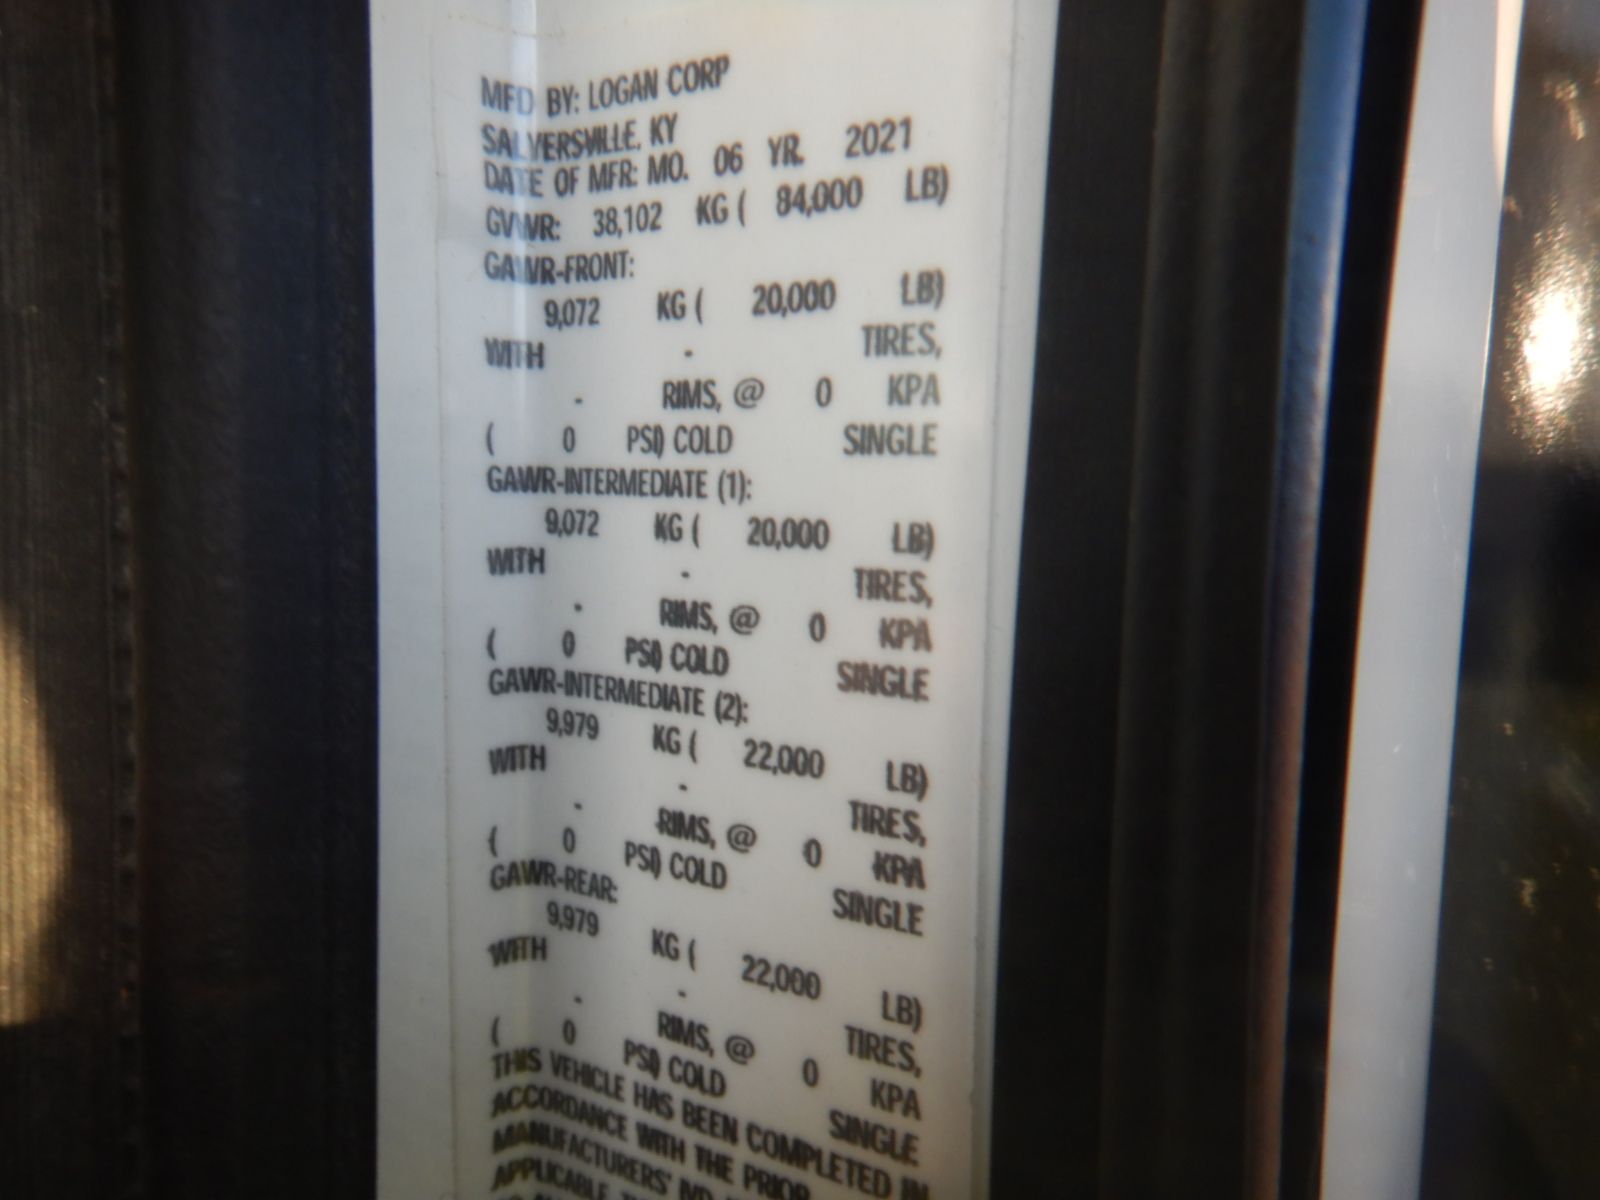 MFD BY: LOGAN CORP
SALYERSVILLE, KY
DATE OF MFR: MO. 06 YR. 2021
GVWR: 38,102 KG ( 84,000 LB)
GAWR-FRONT:
9,072 KG ( 20,000 LB)
WITH - TIRES,
- RIMS, @ 0 KPA
( 0 PSI) COLD SINGLE
GAWR-INTERMEDIATE (1):
9,072 KG ( 20,000 LB)
WITH - TIRES,
- RIMS, @ 0 KPA
( 0 PSI) COLD SINGLE
GAWR-INTERMEDIATE (2):
9,979 KG ( 22,000 LB)
WITH - TIRES,
- RIMS, @ 0 KPA
( 0 PSI) COLD SINGLE
GAWR-REAR:
9,979 KG ( 22,000 LB)
WITH - TIRES,
- RIMS, @ 0 KPA
( 0 PSI) COLD SINGLE
THIS VEHICLE HAS BEEN COMPLETED IN
ACCORDANCE WITH THE PRIOR
MANUFACTURERS'
APPLICABLE